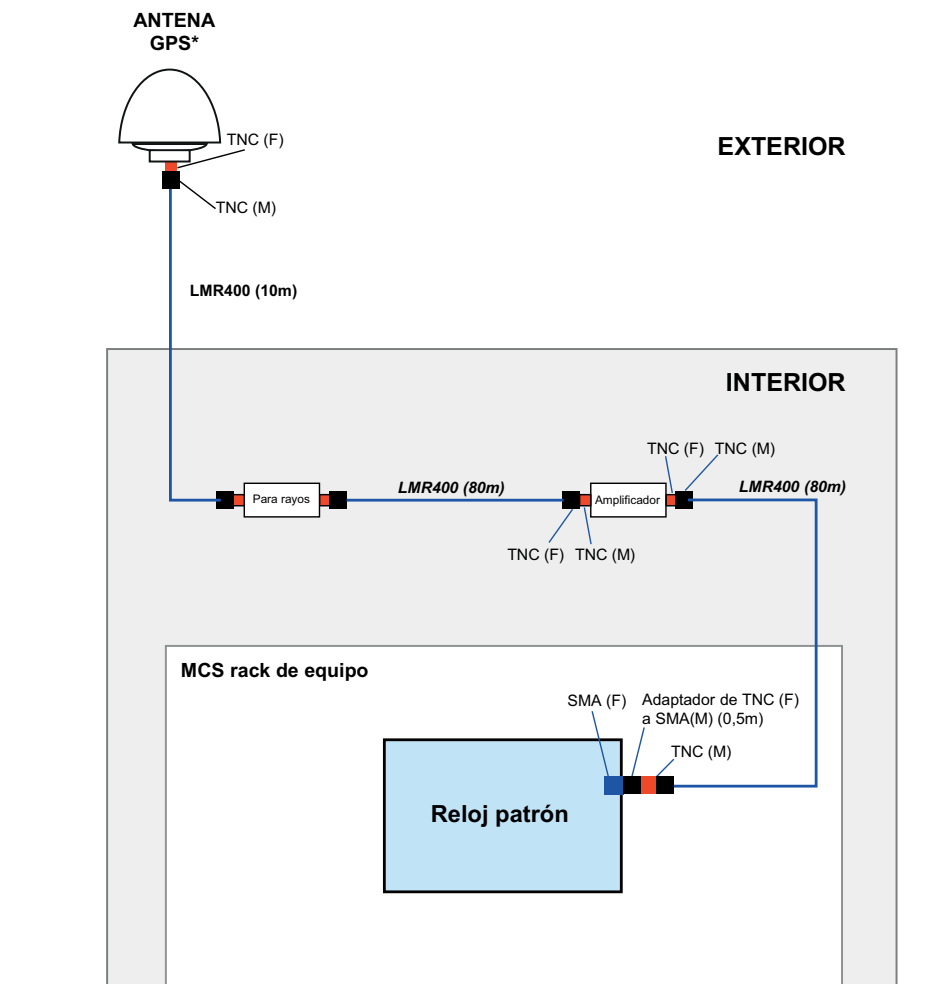 ANTENA
GPS*
TNC (F)
EXTERIOR
TNC (M)
LMR400 (10m)
INTERIOR
TNC (F) TNC (M)
Para rayos
LMR400 (80m)
Amplificador
LMR400 (80m)
TNC (F) TNC (M)
MCS rack de equipo
SMA (F)
Adaptador de TNC (F)
a SMA(M) (0,5m)
TNC (M)
Reloj patrón